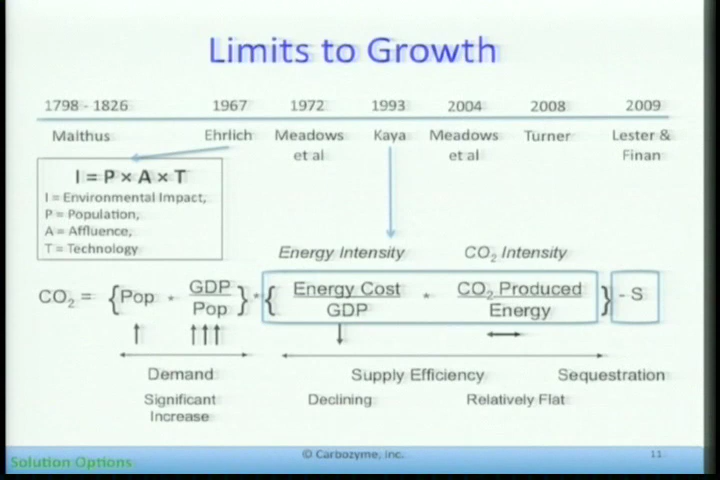 Limits to Growth
1798 - 1826 1967 1972 1993 2004 2008 2009
Malthus Ehrlich Meadows Kaya Meadows Turner Lester &
et al et al Finan
I = P × A × T
I = Environmental Impact,
P = Population,
A = Affluence,
T = Technology
Energy Intensity CO2 Intensity
CO2 = {Pop * GDP/Pop} * {Energy Cost/GDP * CO2 Produced/Energy} - S
Demand Supply Efficiency Sequestration
Significant Declining Relatively Flat
Increase
© Carbozyme, Inc. 11
Solution Options